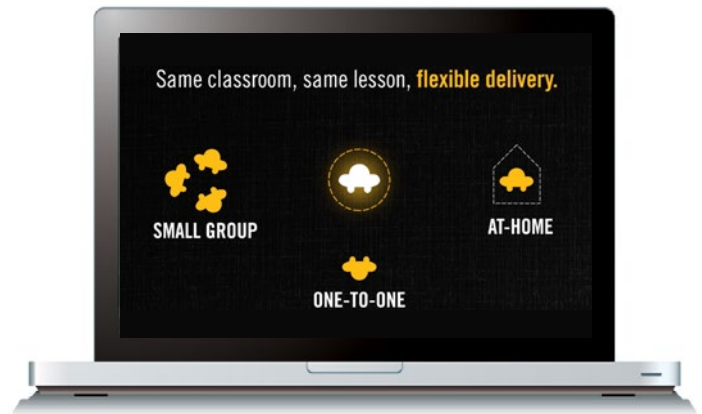 Same classroom, same lesson, flexible delivery.
SMALL GROUP
AT-HOME
ONE-TO-ONE